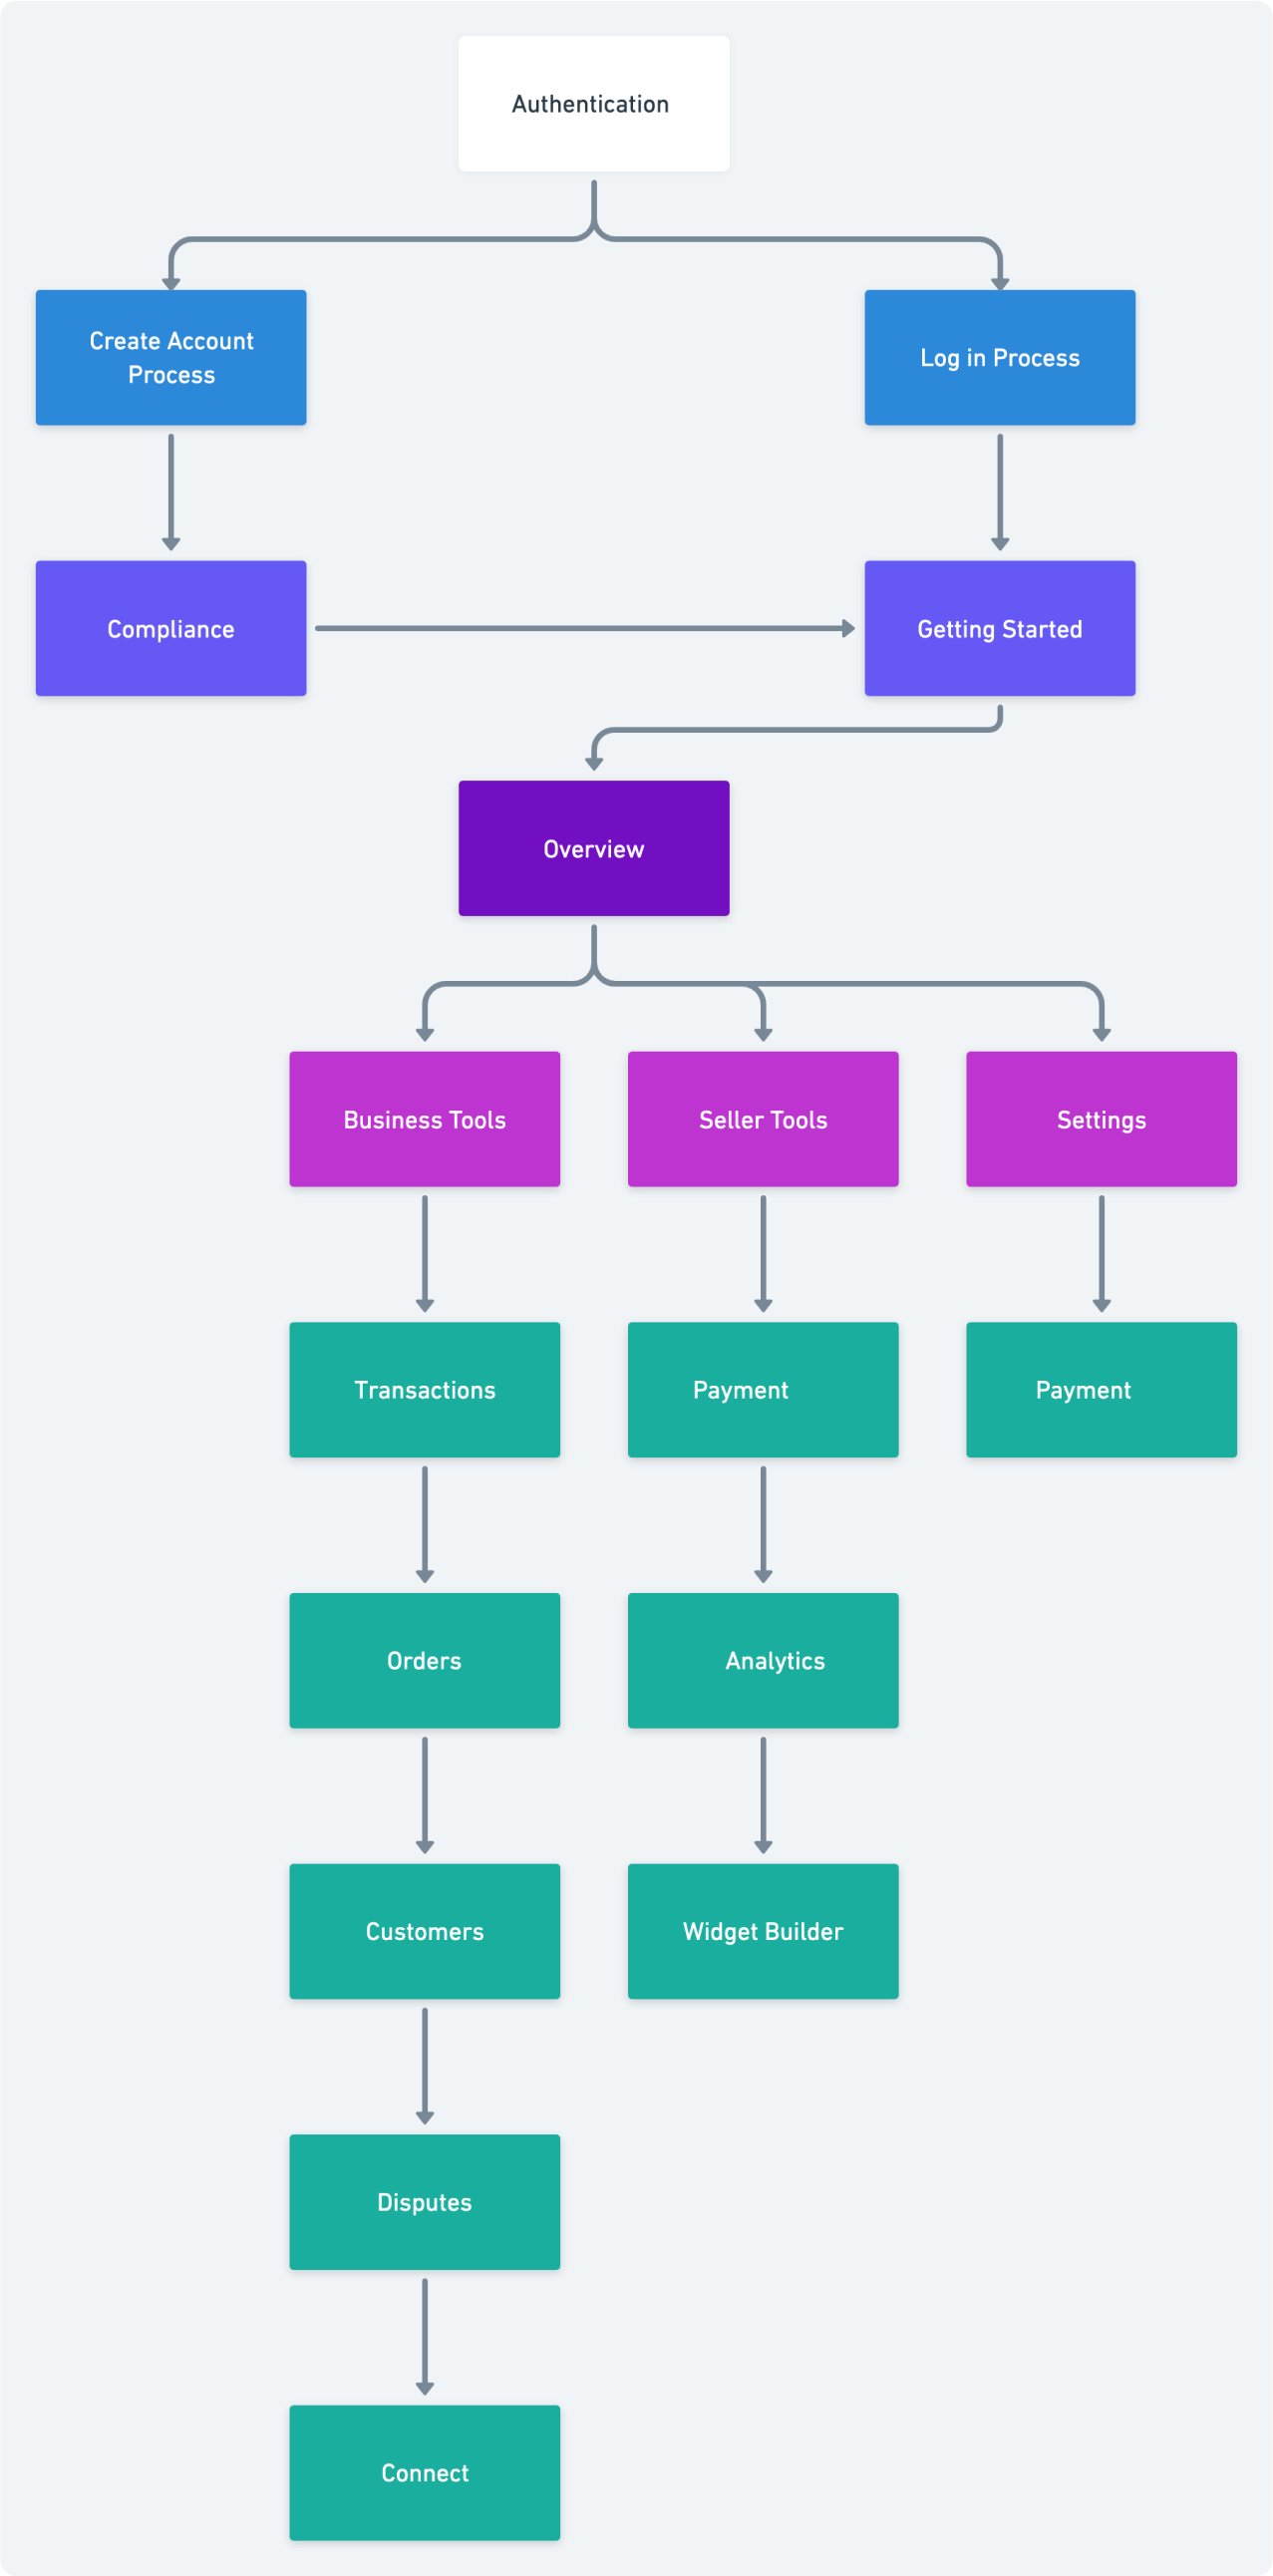 Authentication
Create Account
Process
Log in Process
Compliance
Getting Started
Overview
Business Tools
Seller Tools
Settings
Transactions
Payment
Payment
Orders
Analytics
Customers
Widget Builder
Disputes
Connect